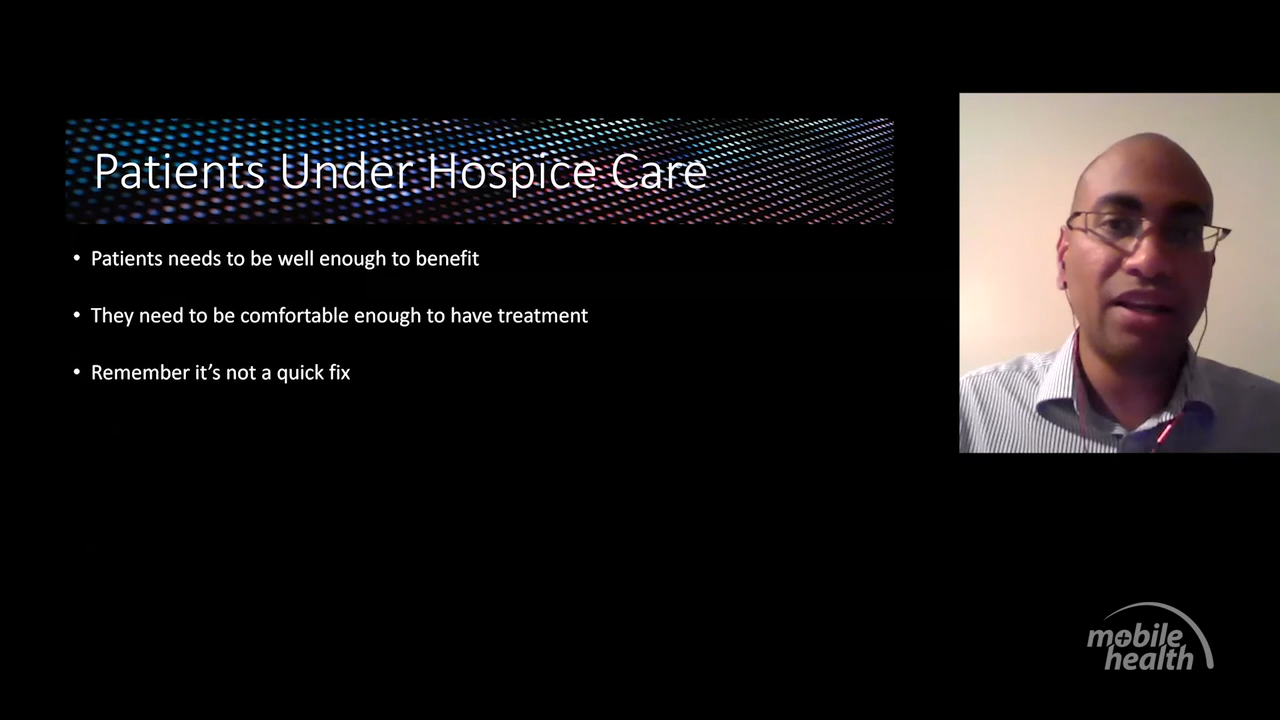 Patients Under Hospice Care
• Patients needs to be well enough to benefit
• They need to be comfortable enough to have treatment
• Remember it’s not a quick fix
mobile
health